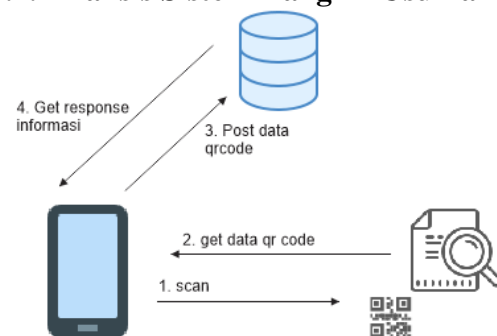 4. Get response
informasi
3. Post data
qrcode
2. get data qr code
1. scan